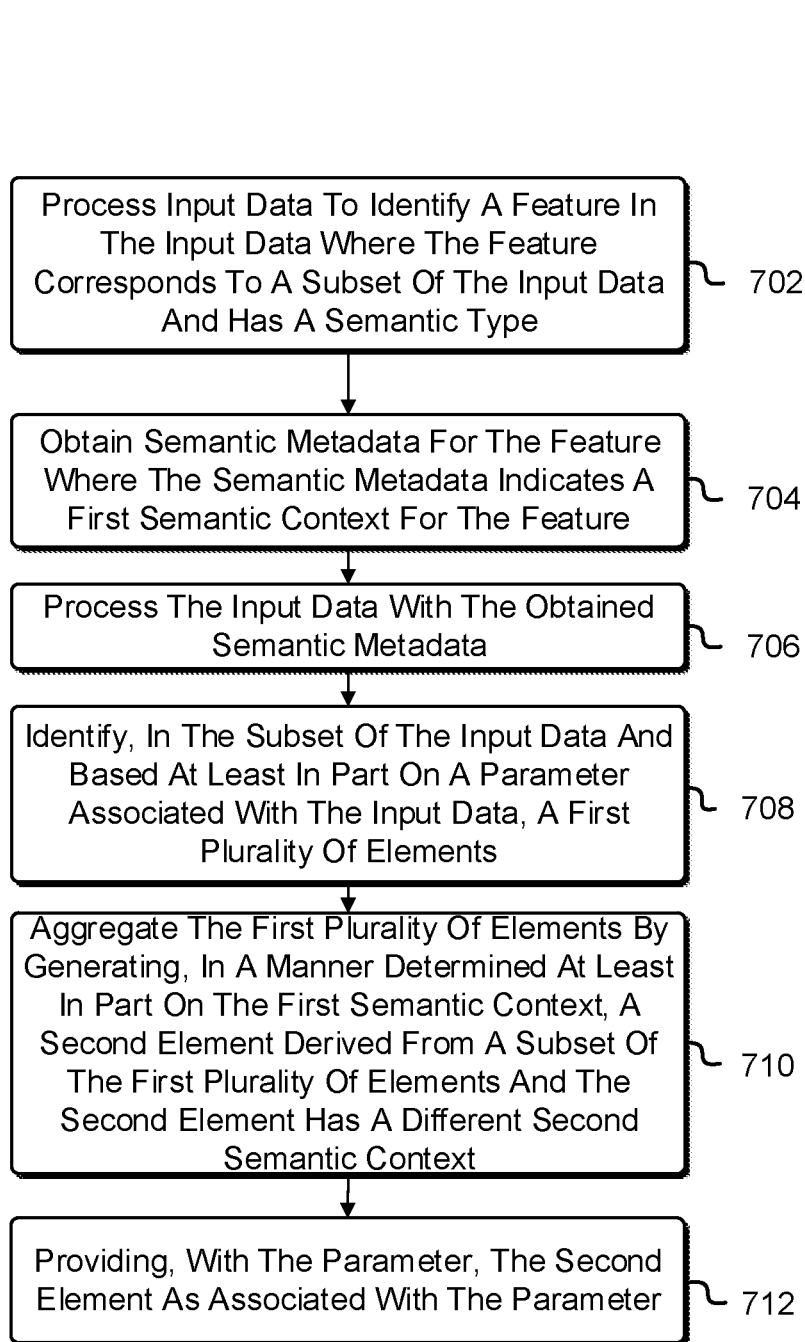 Process Input Data To Identify A Feature In
The Input Data Where The Feature
Corresponds To A Subset Of The Input Data
And Has A Semantic Type
702
Obtain Semantic Metadata For The Feature
Where The Semantic Metadata Indicates A
First Semantic Context For The Feature
704
Process The Input Data With The Obtained
Semantic Metadata
706
Identify, In The Subset Of The Input Data And
Based At Least In Part On A Parameter
Associated With The Input Data, A First
Plurality Of Elements
708
Aggregate The First Plurality Of Elements By
Generating, In A Manner Determined At Least
In Part On The First Semantic Context, A
Second Element Derived From A Subset Of
The First Plurality Of Elements And The
Second Element Has A Different Second
Semantic Context
710
Providing, With The Parameter, The Second
Element As Associated With The Parameter
712